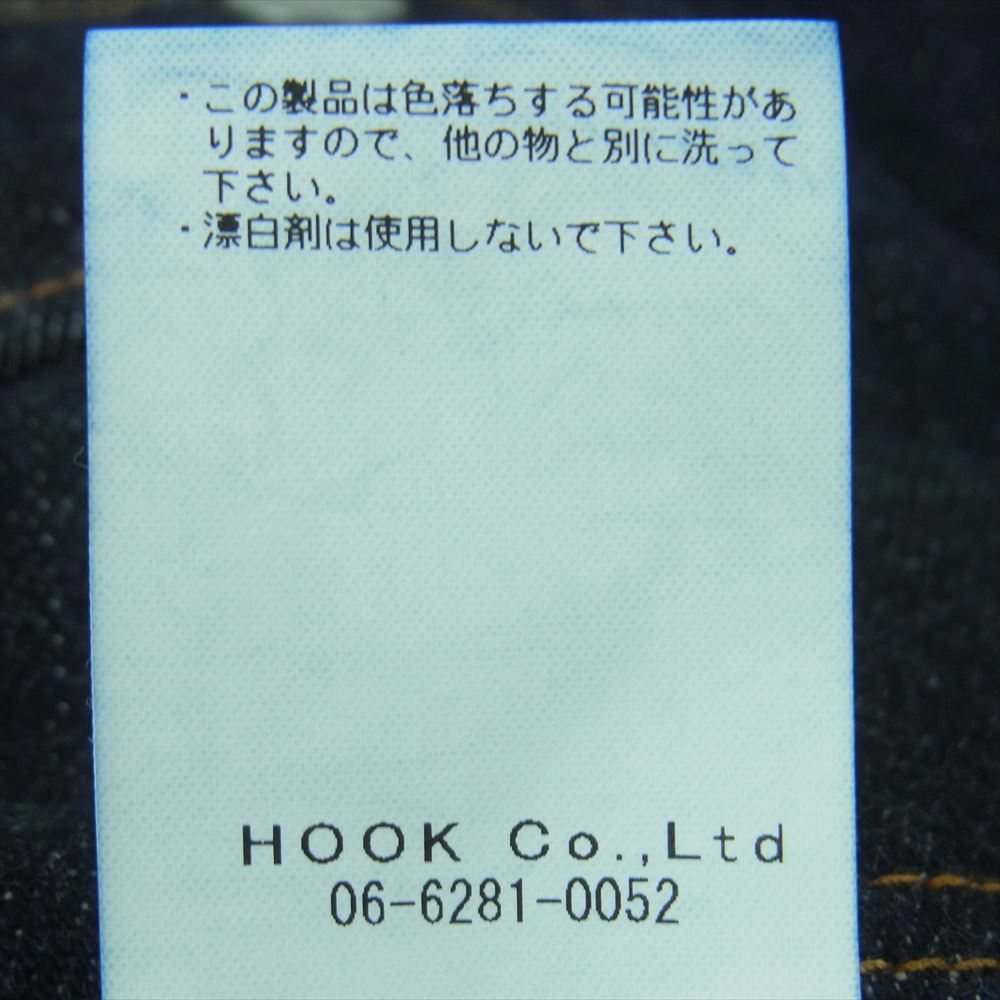 ・この製品は色落ちする可能性があ
りますので、他の物と別に洗って
下さい。
・漂白剤は使用しないで下さい。
HOOK Co.,Ltd
06-6281-0052